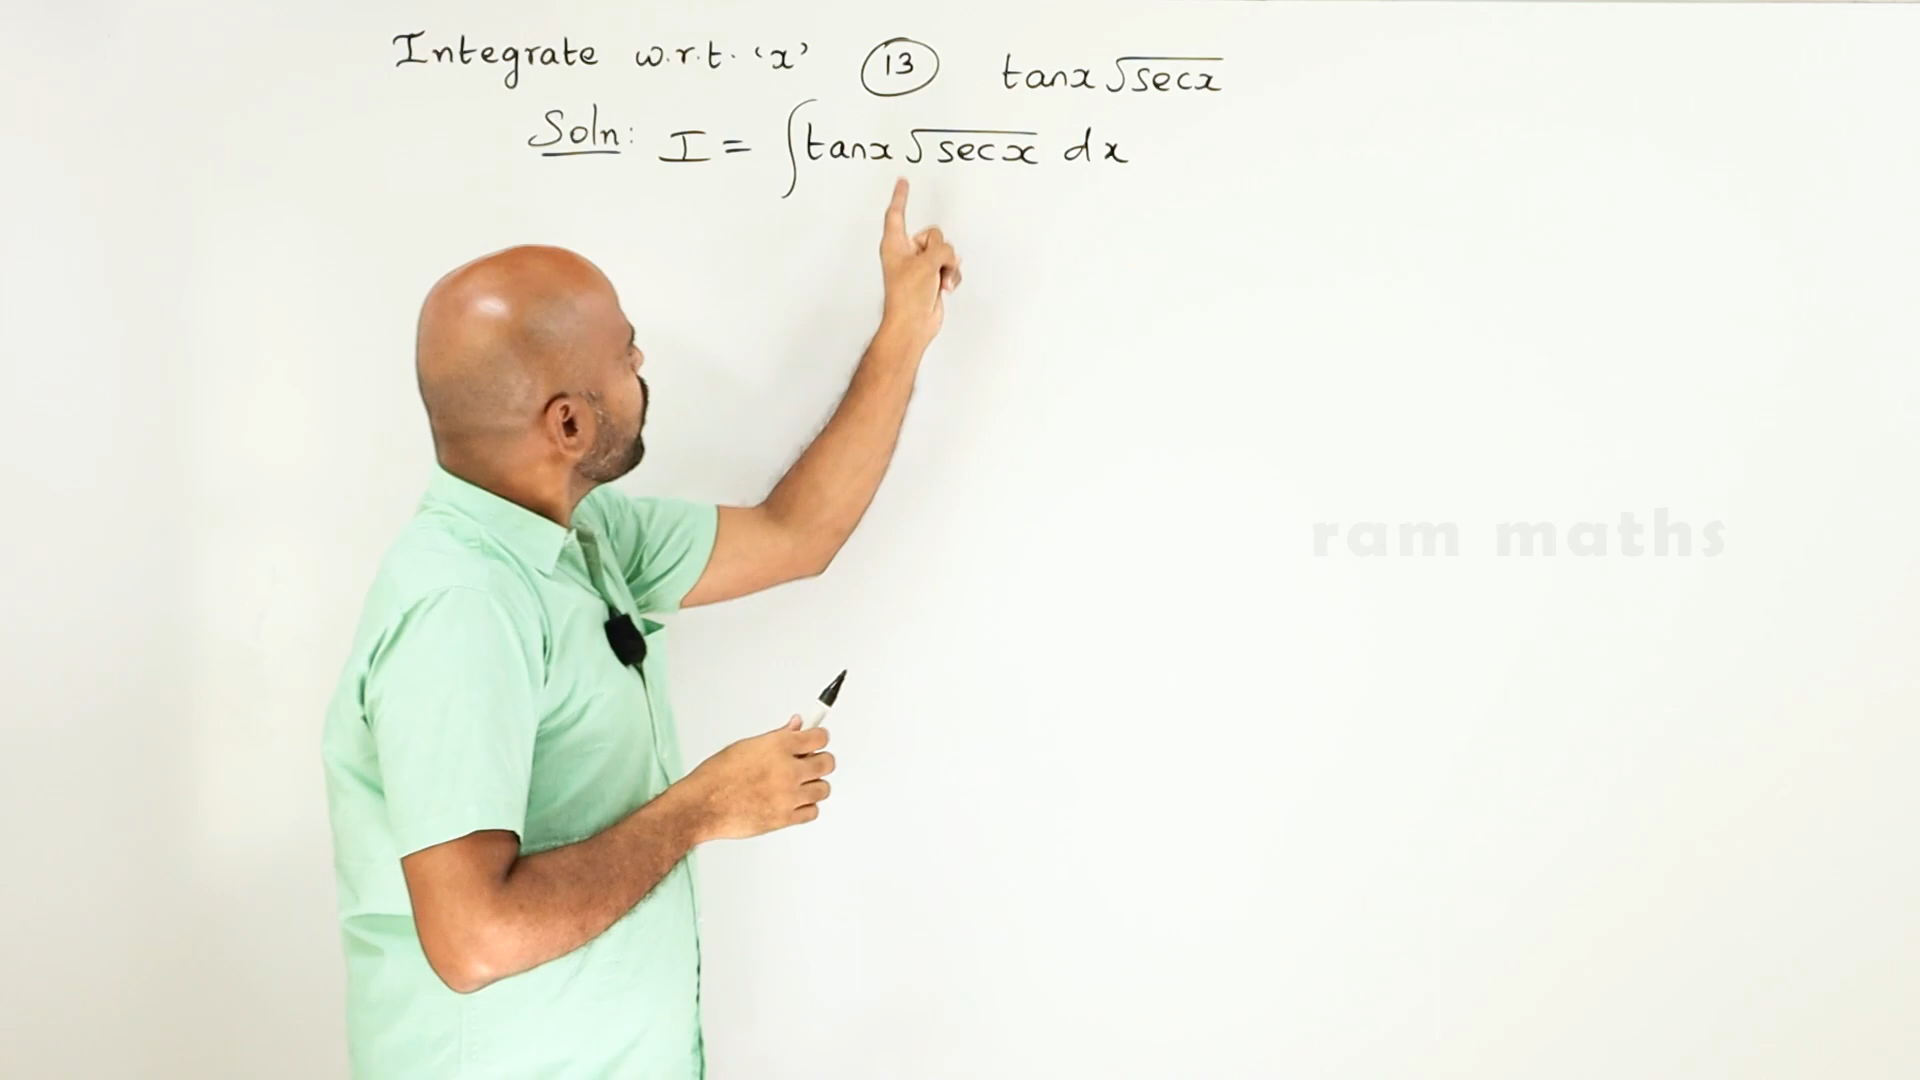 Integrate w.r.t. 'x' 13 tanx √secx
Soln: I = ∫tanx √secx dx
ram maths